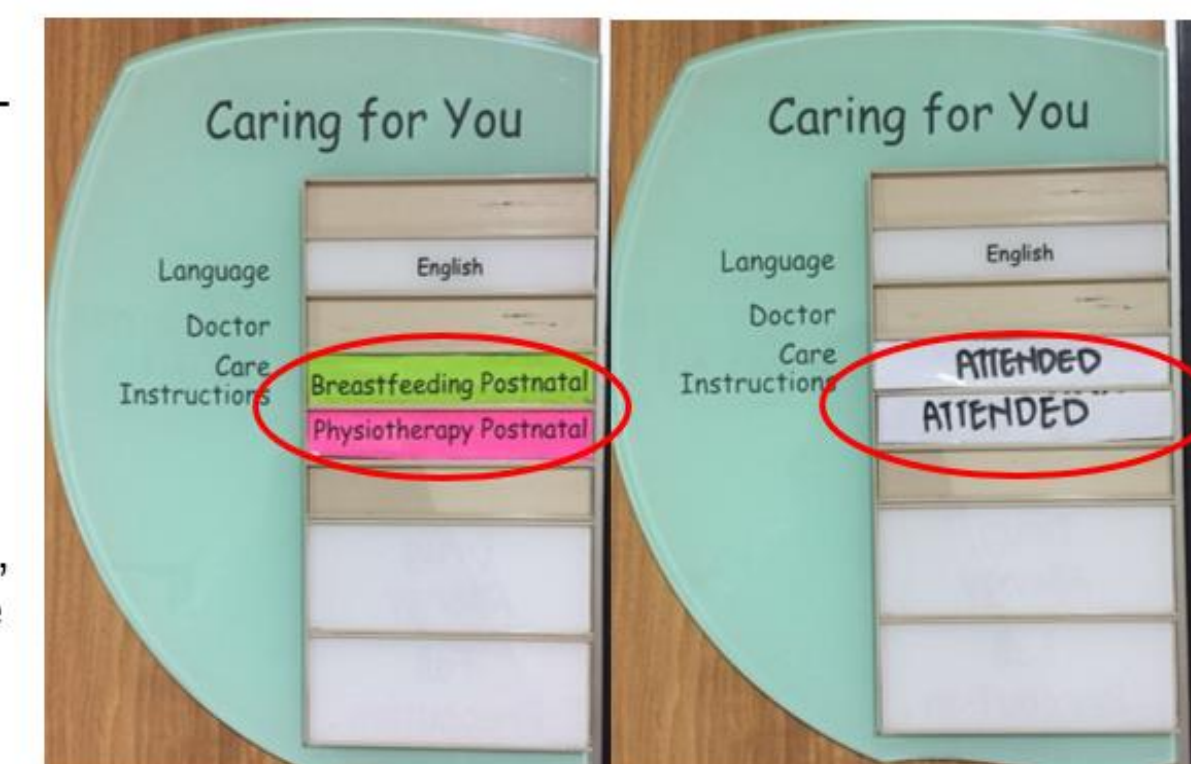 Caring for You
Language
English
Doctor
Care
Instructions
Breastfeeding Postnatal
Physiotherapy Postnatal
Caring for You
Language
English
Doctor
Care
Instructions
ATTENDED
ATTENDED